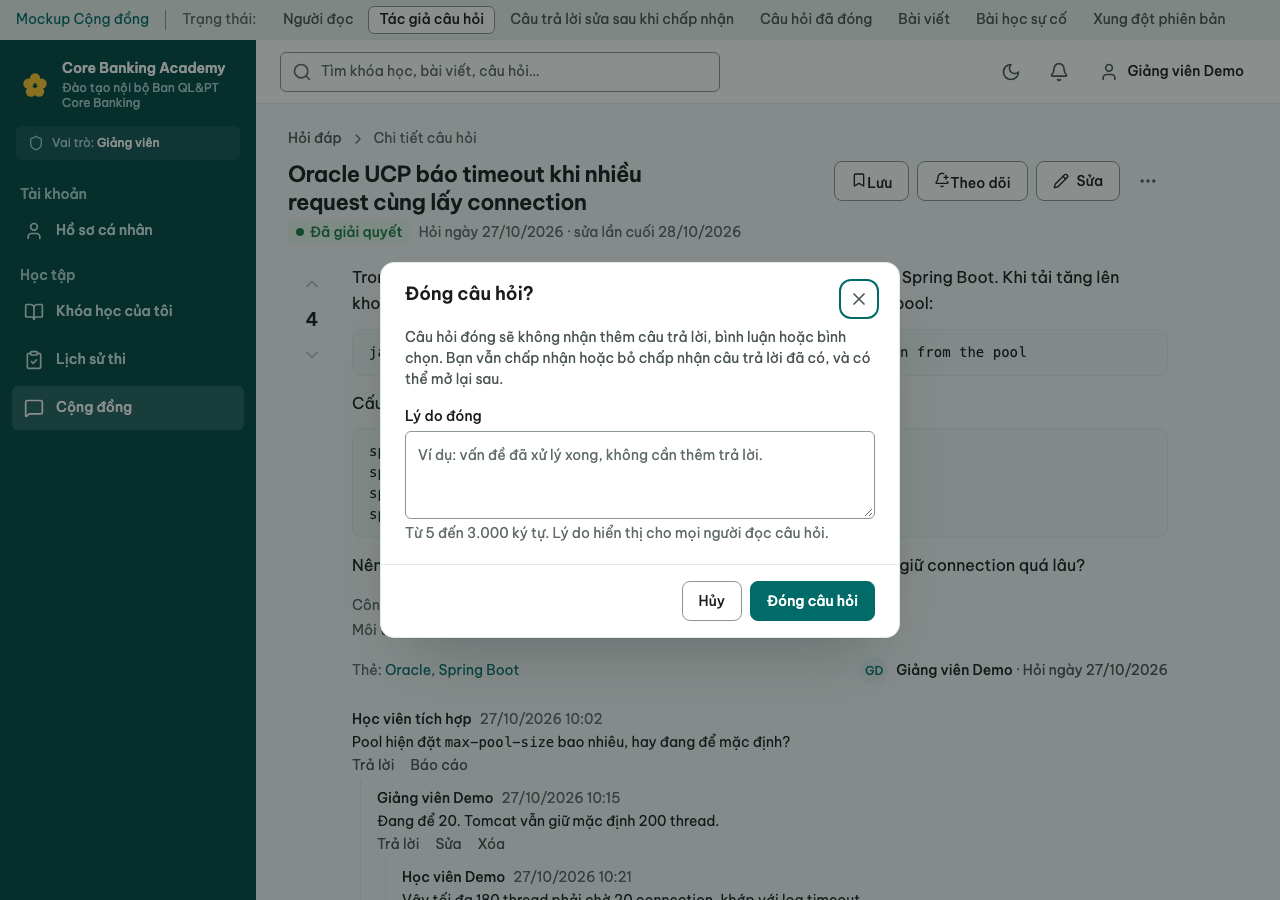 Mockup Cộng đồng
Trạng thái:
Người đọc
Tác giả câu hỏi
Câu trả lời sửa sau khi chấp nhận
Câu hỏi đã đóng
Bài viết
Bài học sự cố
Xung đột phiên bản
Core Banking Academy
Đào tạo nội bộ Ban QL&PT
Core Banking
Vai trò: Giảng viên
Tài khoản
Hồ sơ cá nhân
Học tập
Khóa học của tôi
Lịch sử thi
Cộng đồng
Tìm khóa học, bài viết, câu hỏi...
Giảng viên Demo
Hỏi đáp
Chi tiết câu hỏi
Oracle UCP báo timeout khi nhiều
request cùng lấy connection
Lưu
Theo dõi
Sửa
Đã giải quyết
Hỏi ngày 27/10/2026 · sửa lần cuối 28/10/2026
4
Spring Boot. Khi tải tăng lên
n from the pool
giữ connection quá lâu?
Đóng câu hỏi?
Câu hỏi đóng sẽ không nhận thêm câu trả lời, bình luận hoặc bình
chọn. Bạn vẫn chấp nhận hoặc bỏ chấp nhận câu trả lời đã có, và có
thể mở lại sau.
Lý do đóng
Ví dụ: vấn đề đã xử lý xong, không cần thêm trả lời.
Từ 5 đến 3.000 ký tự. Lý do hiển thị cho mọi người đọc câu hỏi.
Hủy
Đóng câu hỏi
Thẻ: Oracle, Spring Boot
GD
Giảng viên Demo · Hỏi ngày 27/10/2026
Học viên tích hợp 27/10/2026 10:02
Pool hiện đặt max-pool-size bao nhiêu, hay đang để mặc định?
Trả lời Báo cáo
Giảng viên Demo 27/10/2026 10:15
Đang để 20. Tomcat vẫn giữ mặc định 200 thread.
Trả lời Sửa Xóa
Học viên Demo 27/10/2026 10:21
Vậy tối đa 180 thread phải chờ 20 connection, khớp với log timeout